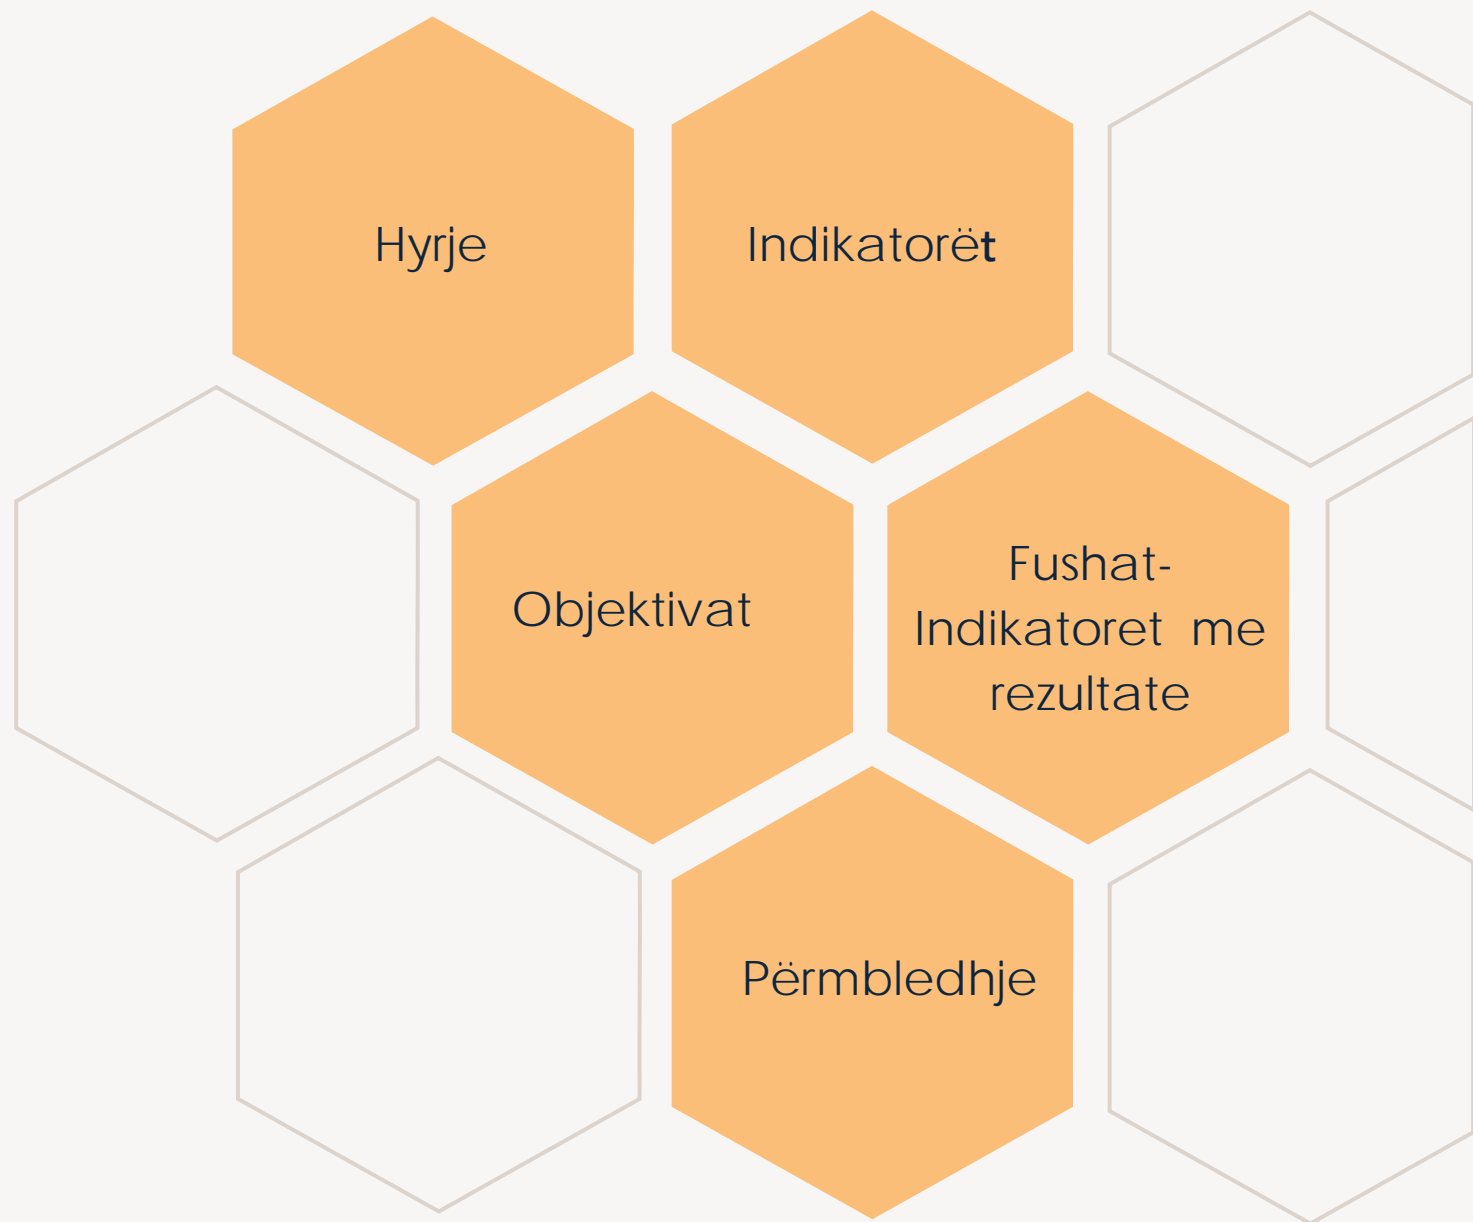 Hyrje
Indikatorët
Objektivat
Fushat-
Indikatoret me
rezultate
Përmbledhje